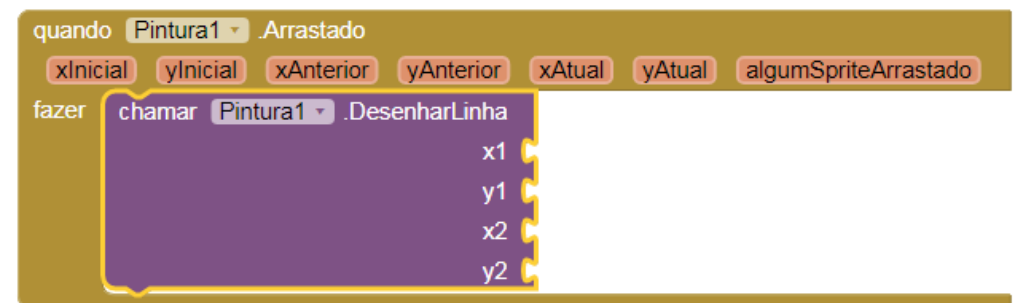 quando Pintura1 .Arrastado
xInicial yInicial xAnterior yAnterior xAtual yAtual algumSpriteArrastado
fazer chamar Pintura1 .DesenharLinha
x1
y1
x2
y2